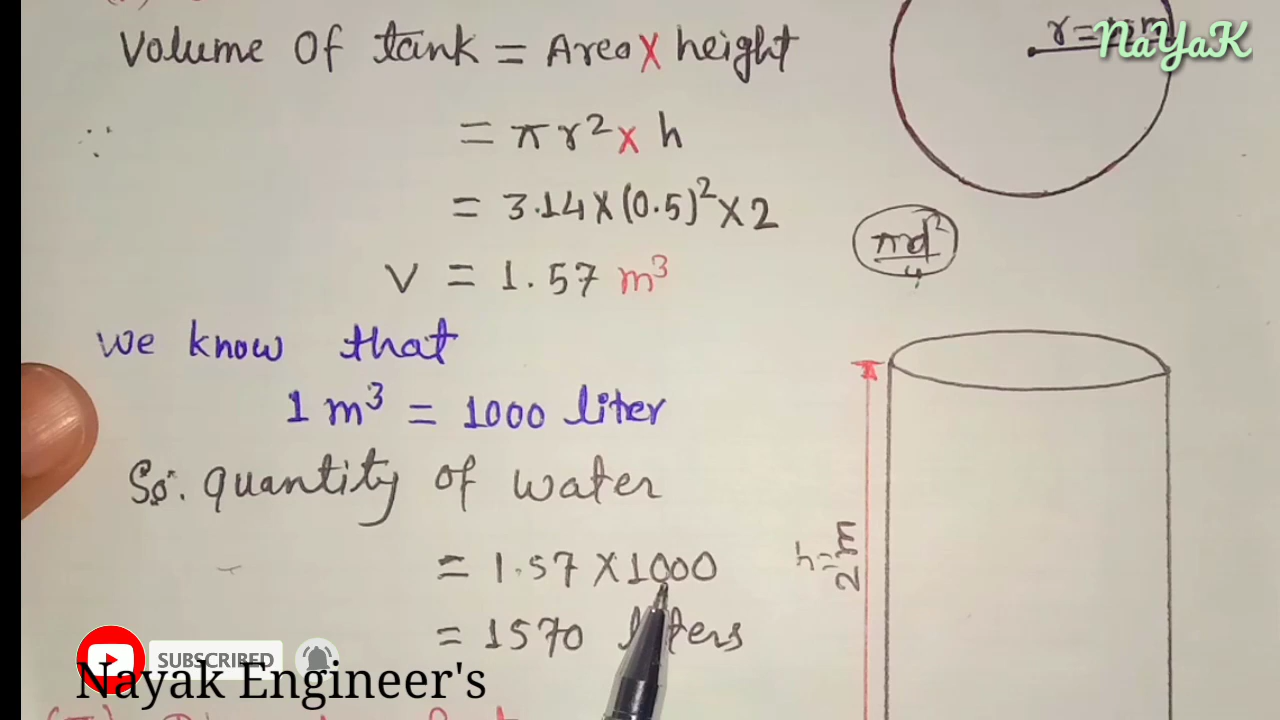 Volume Of tank = Area x height
= πr² x h
= 3.14 x (0.5)² x 2
V = 1.57 m³
We know that
1 m³ = 1000 liter
So: quantity of water
= 1.57 x 1000
= 1570 liters
r=
NaYaK
πd²/4
h=2m
SUBSCRIBED
Nayak Engineer's